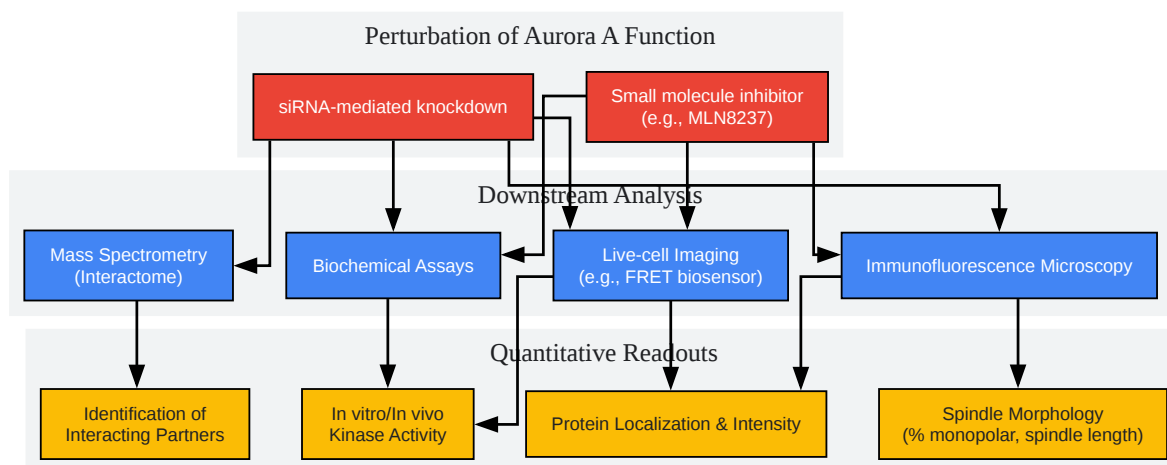 Perturbation of Aurora A Function
siRNA-mediated knockdown
Small molecule inhibitor
(e.g., MLN8237)
Downstream Analysis
Mass Spectrometry
(Interactome)
Biochemical Assays
Live-cell Imaging
(e.g., FRET biosensor)
Immunofluorescence Microscopy
Quantitative Readouts
Identification of
Interacting Partners
In vitro/In vivo
Kinase Activity
Protein Localization & Intensity
Spindle Morphology
(% monopolar, spindle length)